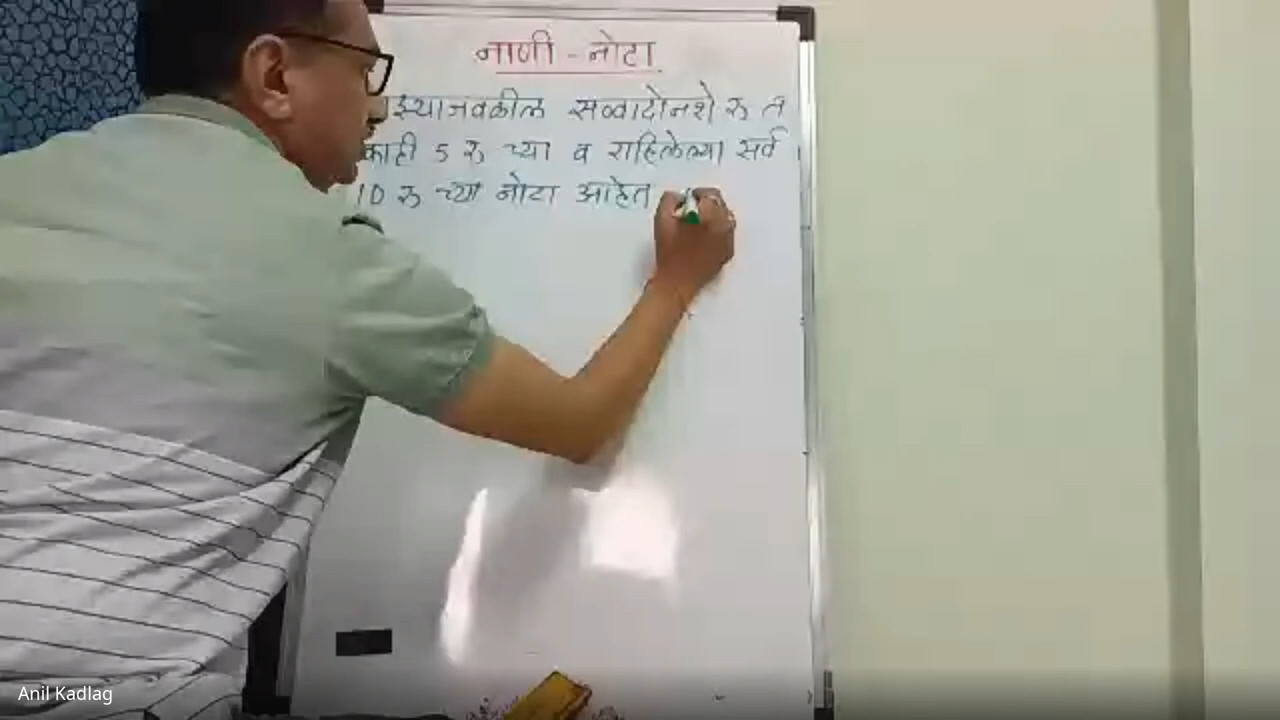 नाणी - नोटा
झ्याजवळील सव्वादोनशे रु त
काही 5 रु च्या व राहिलेल्या सर्व
10 रु च्या नोटा आहेत
Anil Kadlag